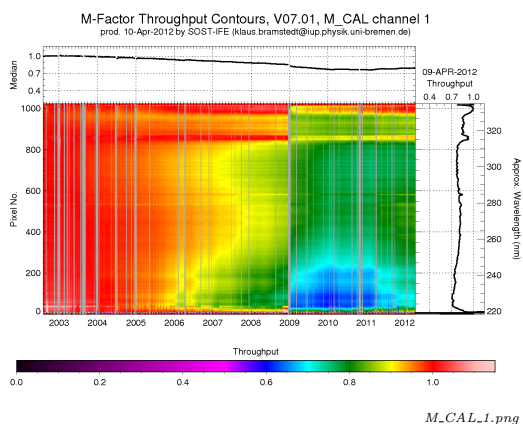 M-Factor Throughput Contours, V07.01, M_CAL channel 1
prod. 10-Apr-2012 by SOST-IFE (klaus.bramstedt@iup.physik.uni-bremen.de)
Median
1.0
0.7
0.4
09-APR-2012
Throughput
0.4 0.7 1.0
Pixel No.
1000
800
600
400
200
0
320
300
280
260
240
220
Approx. Wavelength (nm)
2003 2004 2005 2006 2007 2008 2009 2010 2011 2012
Throughput
0.0 0.2 0.4 0.6 0.8 1.0
M_CAL_1.png